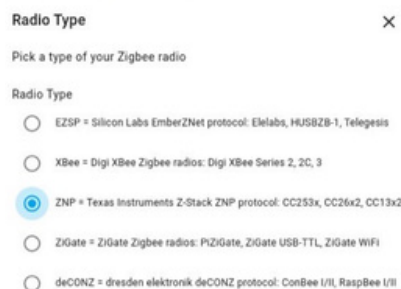 Radio Type
Pick a type of your Zigbee radio
Radio Type
EZSP = Silicon Labs EmberZNet protocol: Elelabs, HUSBZB-1, Telegesis
XBee = Digi XBee Zigbee radios: Digi XBee Series 2, 2C, 3
ZNP = Texas Instruments Z-Stack ZNP protocol: CC253x, CC26x2, CC13x2
ZiGate = ZiGate Zigbee radios: PiZiGate, ZiGate USB-TTL, ZiGate WiFi
deCONZ = dresden elektronik deCONZ protocol: ConBee I/II, RaspBee I/II